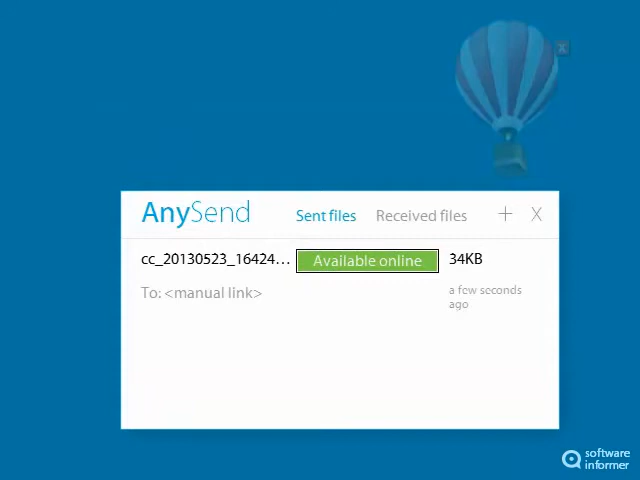 AnySend
Sent files
Received files
cc_20130523_16424...
Available online
34KB
To: <manual link>
a few seconds
ago
software
informer